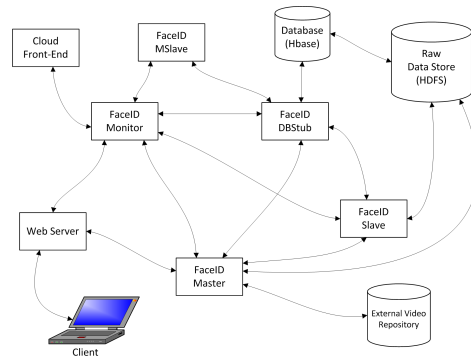 Cloud
Front-End
FaceID
MSlave
Database
(Hbase)
Raw
Data Store
(HDFS)
FaceID
Monitor
FaceID
DBStub
FaceID
Slave
Web Server
FaceID
Master
External Video
Repository
Client